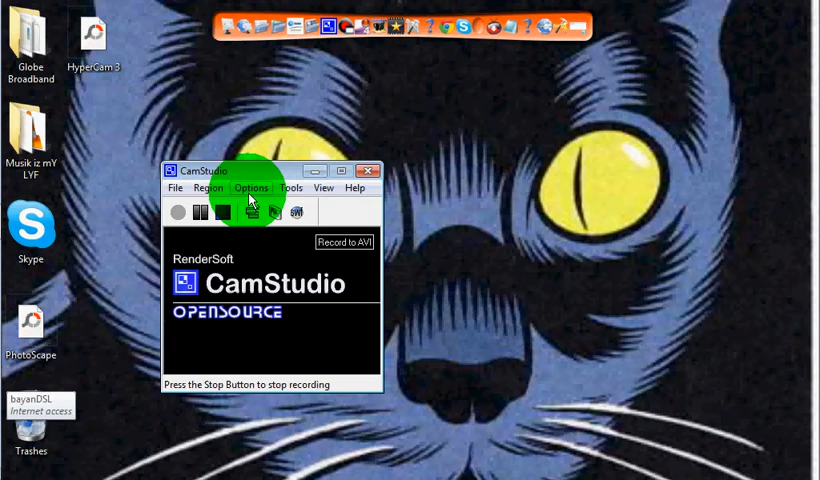 Globe
Broadband
HyperCam 3
Musik iz mY
LYF
Skype
PhotoScape
bayanDSL
Internet access
Trashes
CamStudio
File Region Options Tools View Help
Record to AVI
RenderSoft
CamStudio
OPENSOURCE
Press the Stop Button to stop recording